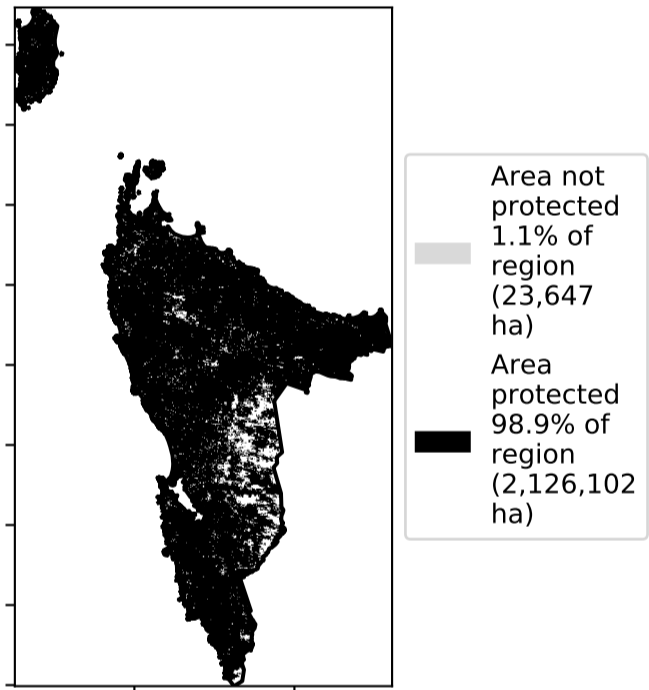 Area not
protected
1.1% of
region
(23,647
ha)
Area
protected
98.9% of
region
(2,126,102
ha)